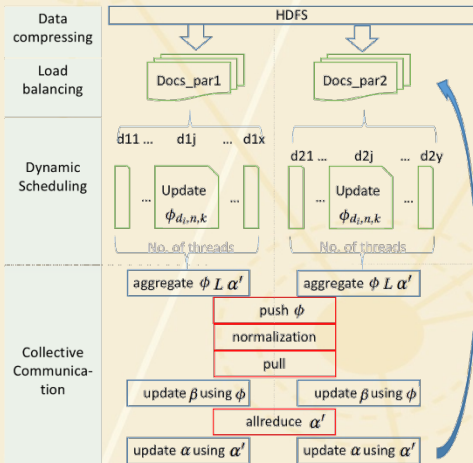 Data compressing
HDFS
Load balancing
Docs_par1
Docs_par2
Dynamic Scheduling
d11 ... d1j ... d1x
d21 ... d2j ... d2y
... Update ϕ_{d_i,n,k} ...
... Update ϕ_{d_i,n,k} ...
No. of threads
No. of threads
Collective Communica-tion
aggregate ϕ L α′
aggregate ϕ L α′
push ϕ
normalization
pull
update β using ϕ
update β using ϕ
allreduce α′
update α using α′
update α using α′